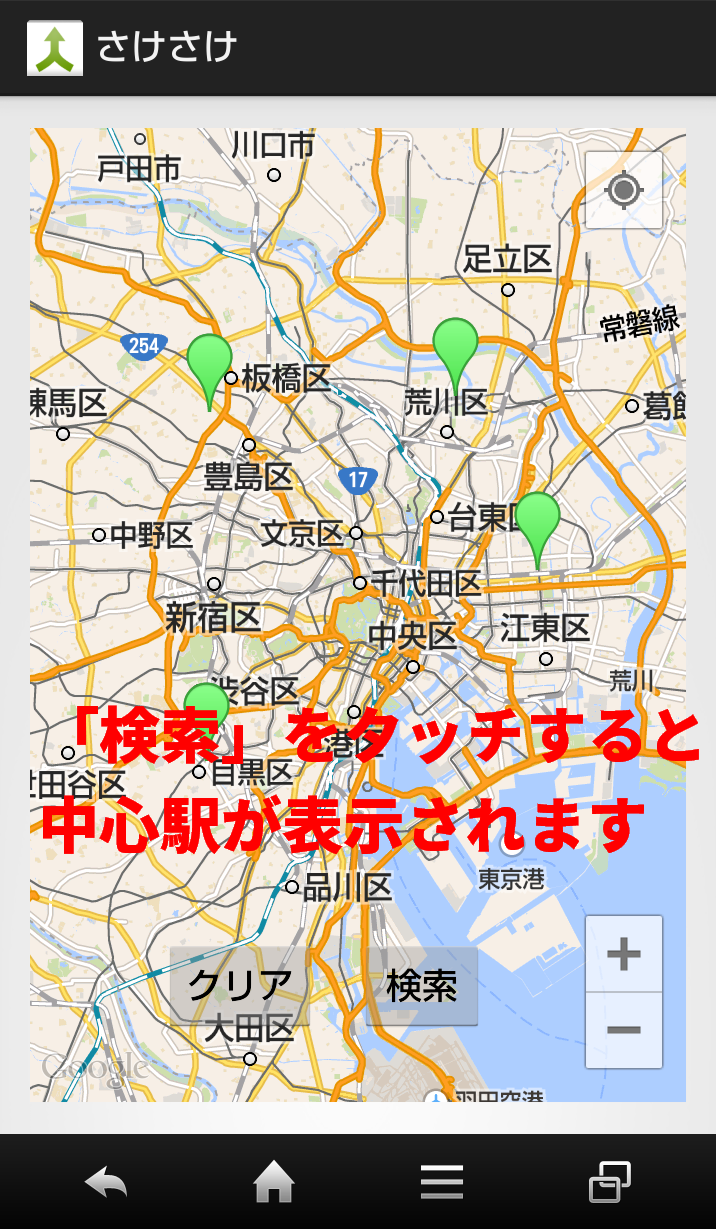 さけさけ
川口市
戸田市
足立区
常磐線
254
板橋区
練馬区
荒川区
葛飾
豊島区
17
台東区
中野区
文京区
千代田区
新宿区
中央区
江東区
渋谷区
荒川
「検索」をタッチすると
港区
世田谷区
目黒区
中心駅が表示されます
東京港
品川区
クリア
検索
大田区
Google
羽田空港